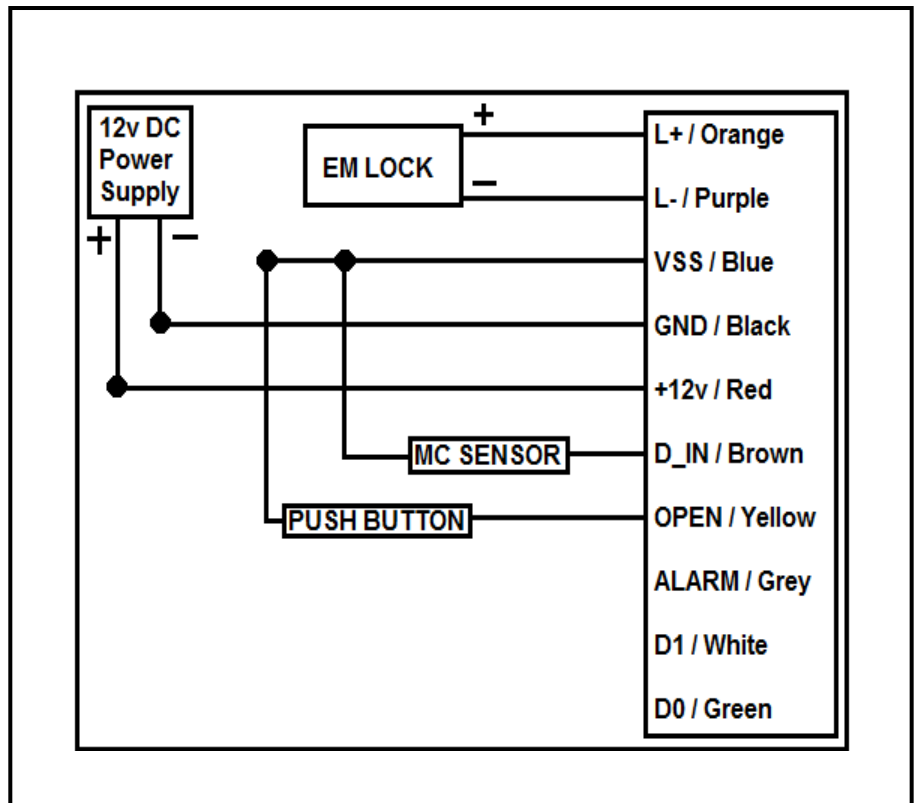 12v DC
Power
Supply
+
−
EM LOCK
+
−
L+ / Orange
L- / Purple
VSS / Blue
GND / Black
+12v / Red
MC SENSOR
D_IN / Brown
PUSH BUTTON
OPEN / Yellow
ALARM / Grey
D1 / White
D0 / Green